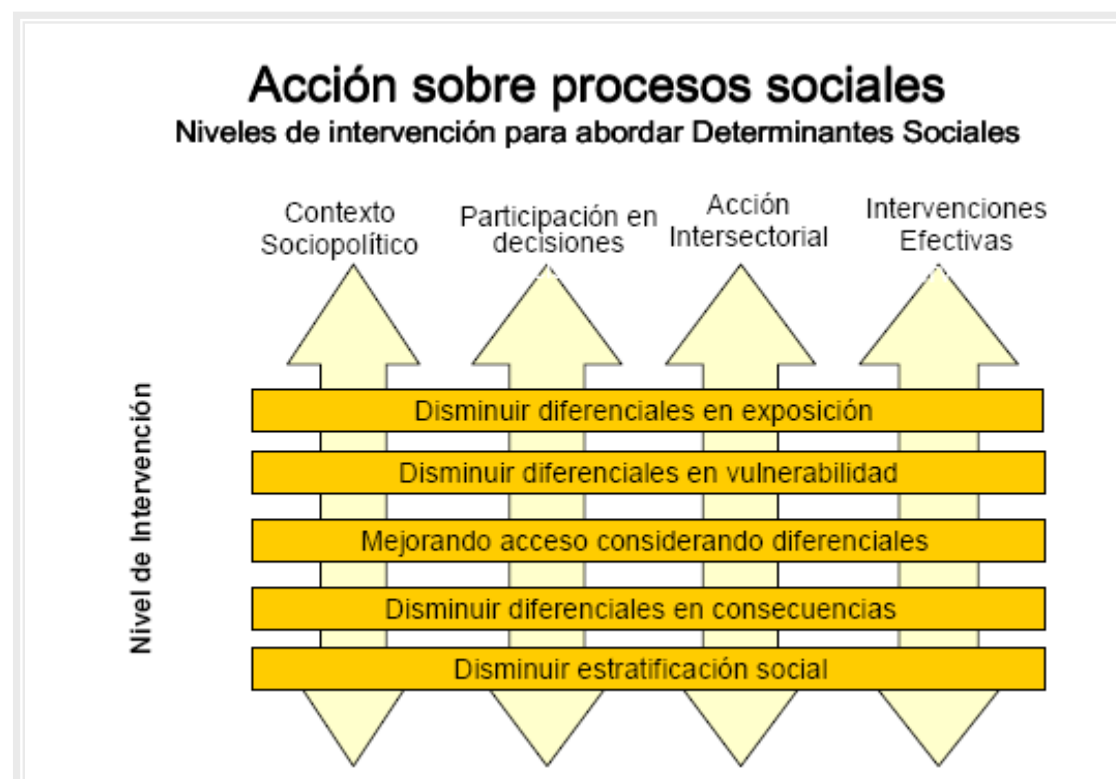 Acción sobre procesos sociales
Niveles de intervención para abordar Determinantes Sociales
Contexto
Sociopolítico
Participación en
decisiones
Acción
Intersectorial
Intervenciones
Efectivas
Nivel de Intervención
Disminuir diferenciales en exposición
Disminuir diferenciales en vulnerabilidad
Mejorando acceso considerando diferenciales
Disminuir diferenciales en consecuencias
Disminuir estratificación social